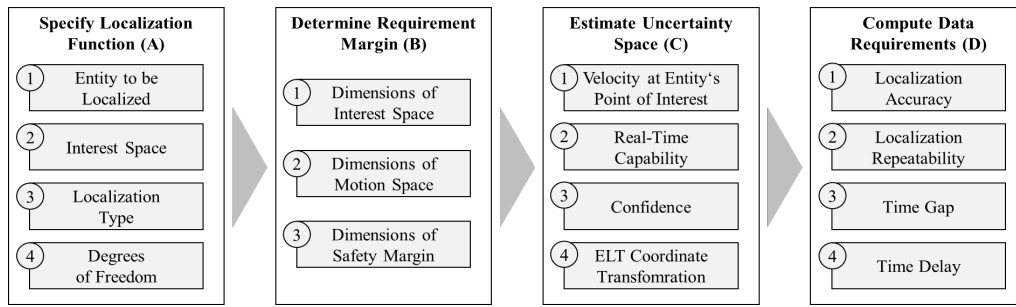 Specify Localization
Function (A)
1
Entity to be
Localized
2
Interest Space
3
Localization
Type
4
Degrees
of Freedom
Determine Requirement
Margin (B)
1
Dimensions of
Interest Space
2
Dimensions of
Motion Space
3
Dimensions of
Safety Margin
Estimate Uncertainty
Space (C)
1
Velocity at Entity‘s
Point of Interest
2
Real-Time
Capability
3
Confidence
4
ELT Coordinate
Transfomration
Compute Data
Requirements (D)
1
Localization
Accuracy
2
Localization
Repeatability
3
Time Gap
4
Time Delay